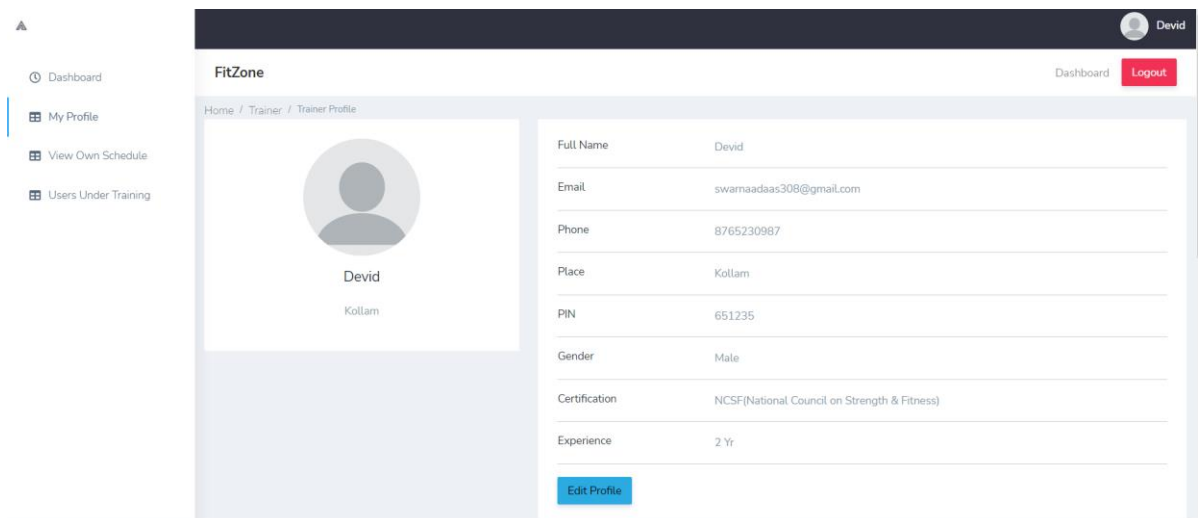 Devid
Dashboard
My Profile
View Own Schedule
Users Under Training
FitZone
Dashboard Logout
Home / Trainer / Trainer Profile
Devid
Kollam
Full Name Devid
Email swarnaadaas308@gmail.com
Phone 8765230987
Place Kollam
PIN 651235
Gender Male
Certification NCSF(National Council on Strength & Fitness)
Experience 2 Yr
Edit Profile